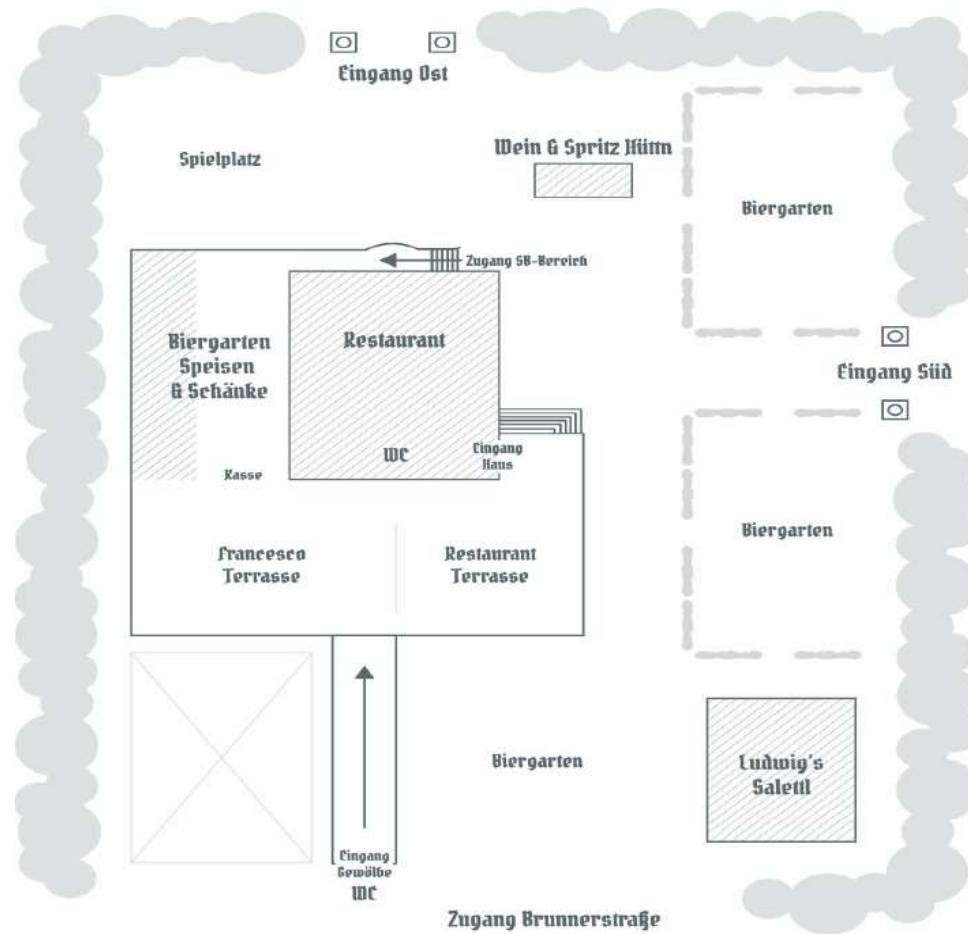 Eingang Ost
Wein & Spritz Hüttn
Spielplatz
Biergarten
Zugang SB-Bereich
Biergarten
Speisen
& Schänke
Restaurant
Eingang Süd
WC
Eingang
Haus
Kasse
Biergarten
Francesco
Terrasse
Restaurant
Terrasse
Biergarten
Ludwig's
Salettl
Eingang
Gewölbe
WC
Zugang Brunnerstraße